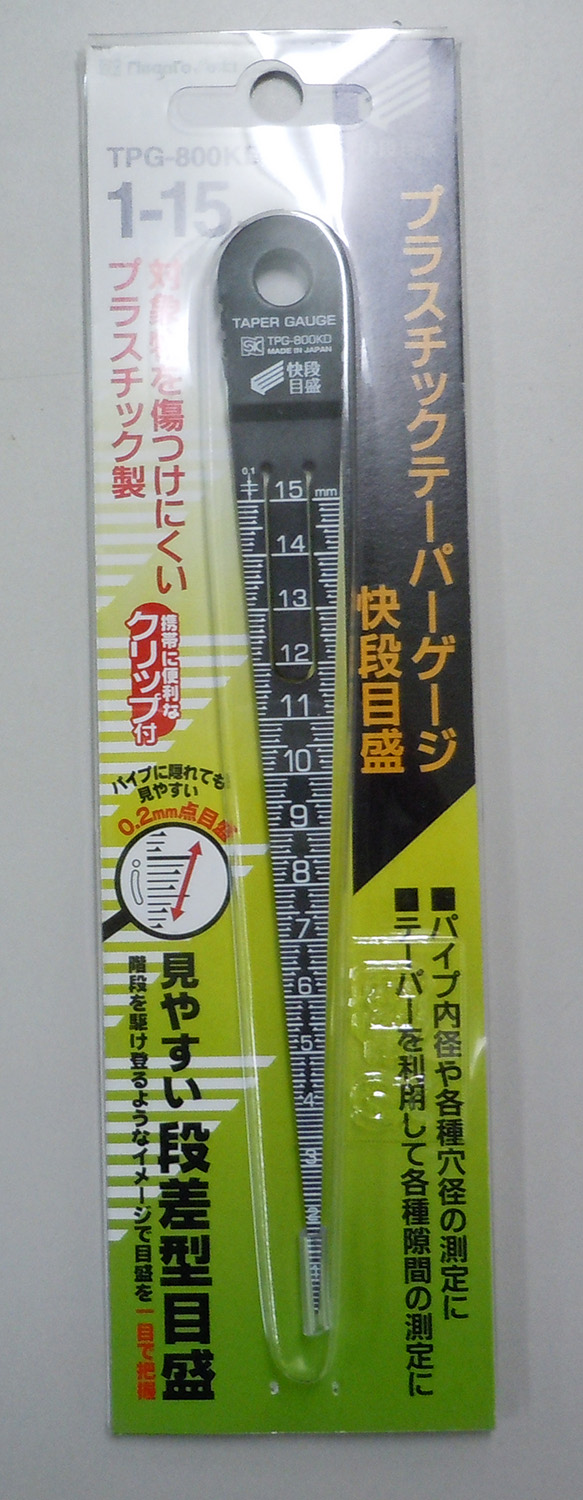 TPG-800KD
1-15
プラスチックテーパーゲージ
快段目盛
対象物を傷つけにくい
プラスチック製
携帯に便利な
クリップ付
パイプに隠れても
見やすい
0.2mm点目盛
見やすい段差型目盛
階段を駆け登るようなイメージで目盛を一目で把握
■パイプ内径や各種穴径の測定に
■テーパーを利用して各種隙間の測定に
TAPER GAUGE
SK TPG-800KD
MADE IN JAPAN
快段
目盛
0.1
15 mm
14
13
12
11
10
9
8
7
6
5
4
3
2